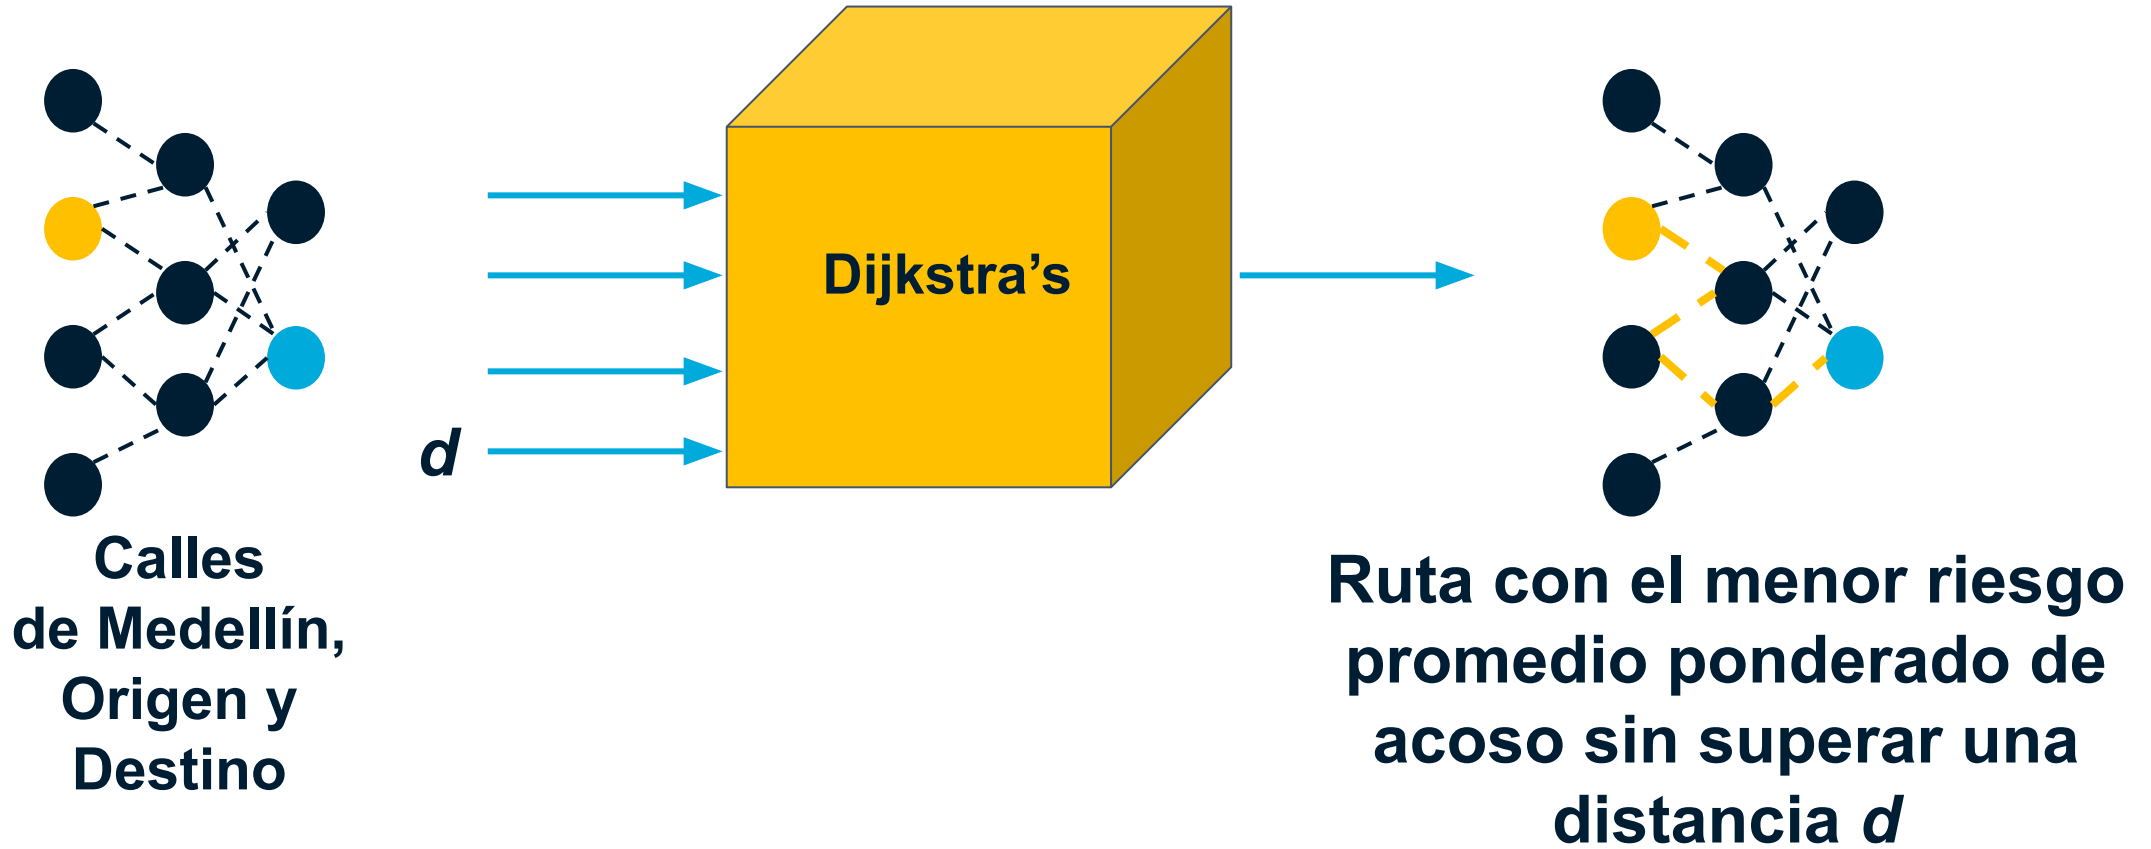 Dijkstra’s
d
Calles
de Medellín,
Origen y
Destino
Ruta con el menor riesgo
promedio ponderado de
acoso sin superar una
distancia d